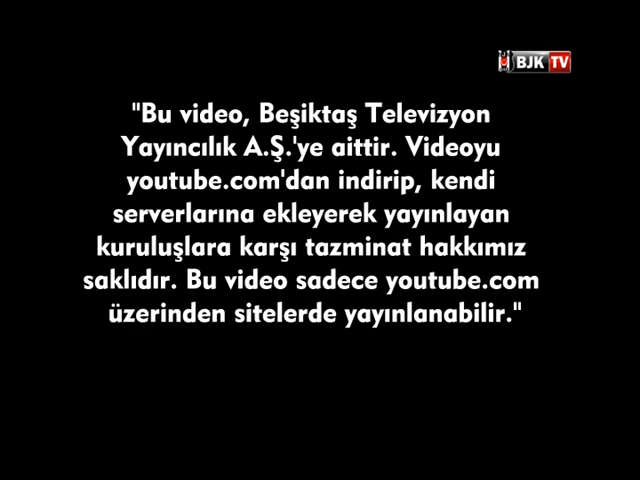 BJK TV
"Bu video, Beşiktaş Televizyon
Yayıncılık A.Ş.'ye aittir. Videoyu
youtube.com'dan indirip, kendi
serverlarına ekleyerek yayınlayan
kuruluşlara karşı tazminat hakkımız
saklıdır. Bu video sadece youtube.com
üzerinden sitelerde yayınlanabilir."